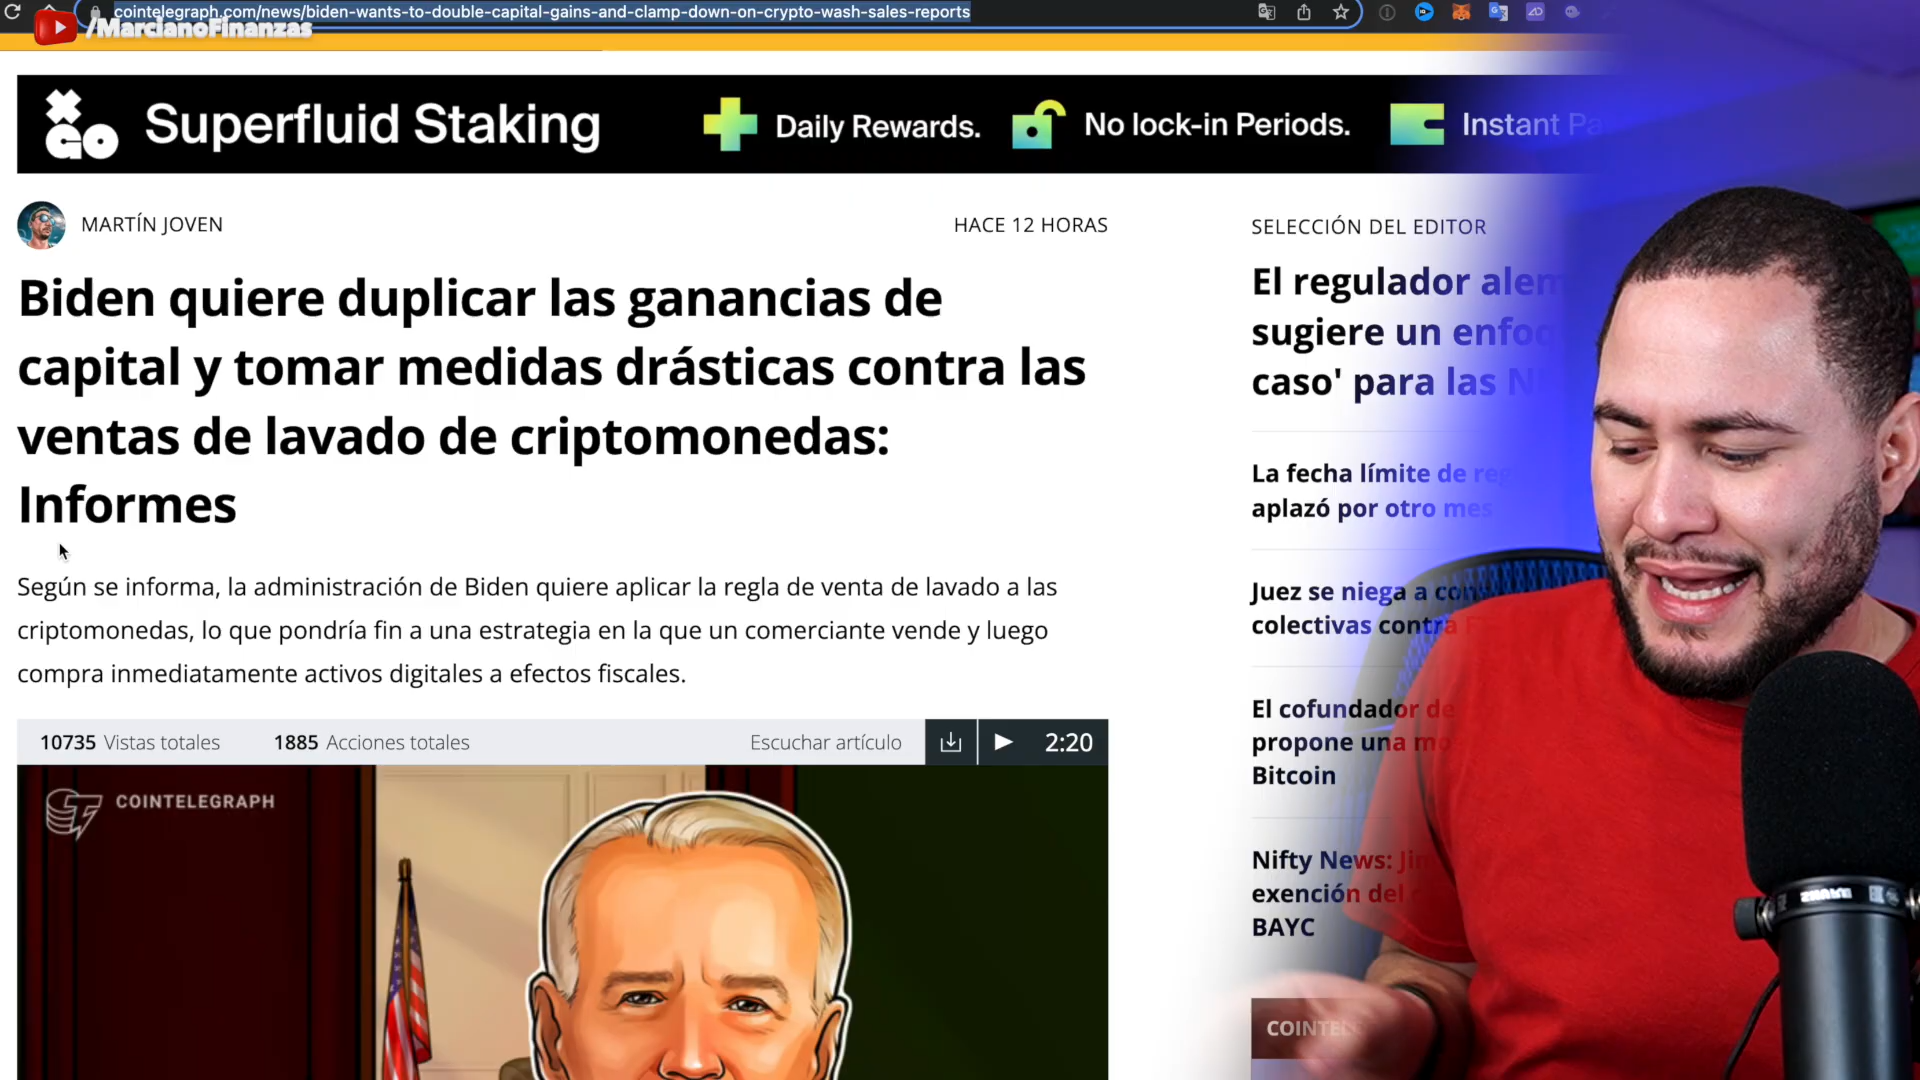 cointelegraph.com/news/biden-wants-to-double-capital-gains-and-clamp-down-on-crypto-wash-sales-reports
/MarcianoFinanzas
XGO Superfluid Staking Daily Rewards. No lock-in Periods. Instant
MARTÍN JOVEN
HACE 12 HORAS
Biden quiere duplicar las ganancias de
capital y tomar medidas drásticas contra las
ventas de lavado de criptomonedas:
Informes
Según se informa, la administración de Biden quiere aplicar la regla de venta de lavado a las
criptomonedas, lo que pondría fin a una estrategia en la que un comerciante vende y luego
compra inmediatamente activos digitales a efectos fiscales.
10735 Vistas totales 1885 Acciones totales Escuchar artículo 2:20
COINTELEGRAPH
SELECCIÓN DEL EDITOR
El regulador
sugiere un
caso' para las
La fecha límite de
aplazó por otro mes
Juez se niega a
colectivas contra
El cofundador de
propone una
Bitcoin
Nifty News:
exención del
BAYC